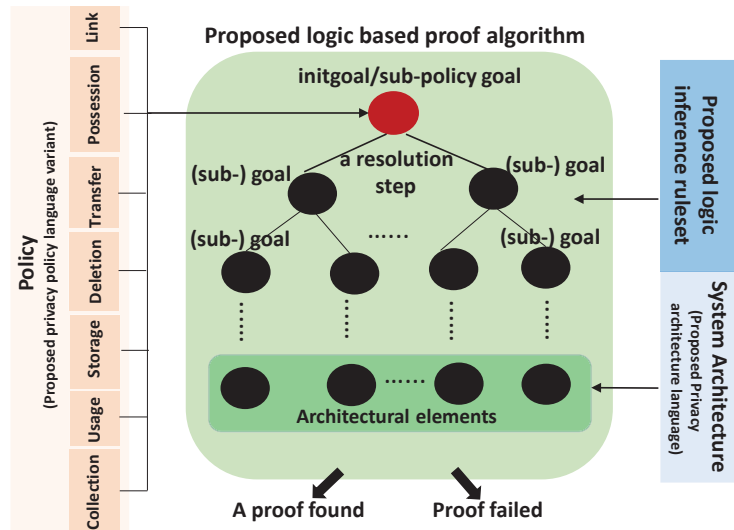 Policy
(Proposed privacy policy language variant)
Link
Possession
Transfer
Deletion
Storage
Usage
Collection
Proposed logic based proof algorithm
initgoal/sub-policy goal
a resolution
step
(sub-) goal
(sub-) goal
(sub-) goal
......
(sub-) goal
......
......
......
......
......
Architectural elements
A proof found
Proof failed
Proposed logic
inference ruleset
System Architecture
(Proposed Privacy
architecture language)